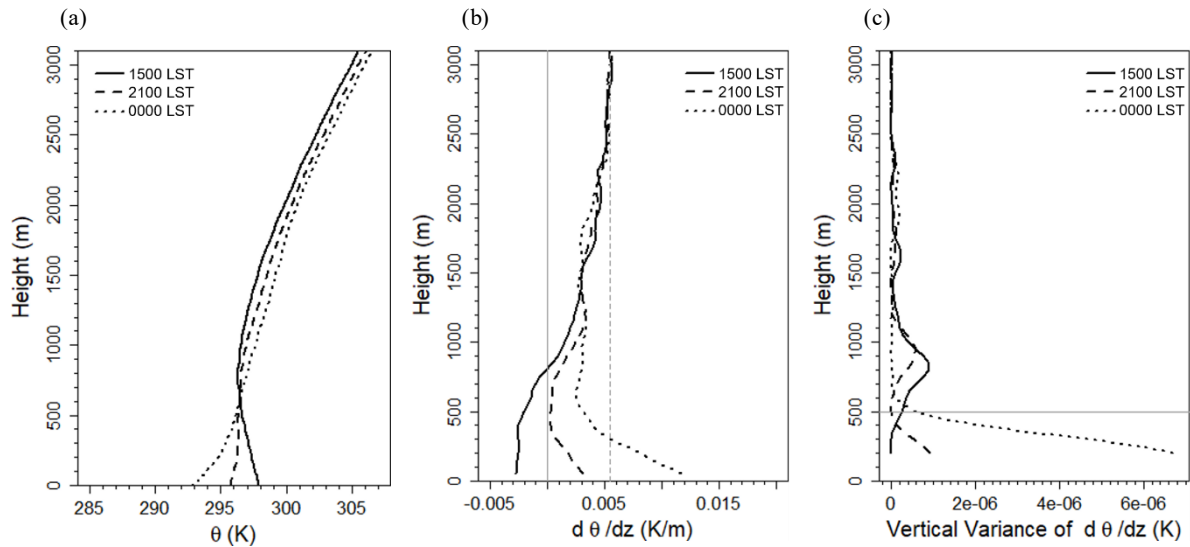 (a)
(b)
(c)
1500 LST
2100 LST
0000 LST
Height (m)
0
500
1000
1500
2000
2500
3000
285
290
295
300
305
θ (K)
1500 LST
2100 LST
0000 LST
Height (m)
0
500
1000
1500
2000
2500
3000
-0.005
0.005
0.015
d θ /dz (K/m)
1500 LST
2100 LST
0000 LST
Height (m)
0
500
1000
1500
2000
2500
3000
0
2e-06
4e-06
6e-06
Vertical Variance of d θ /dz (K)